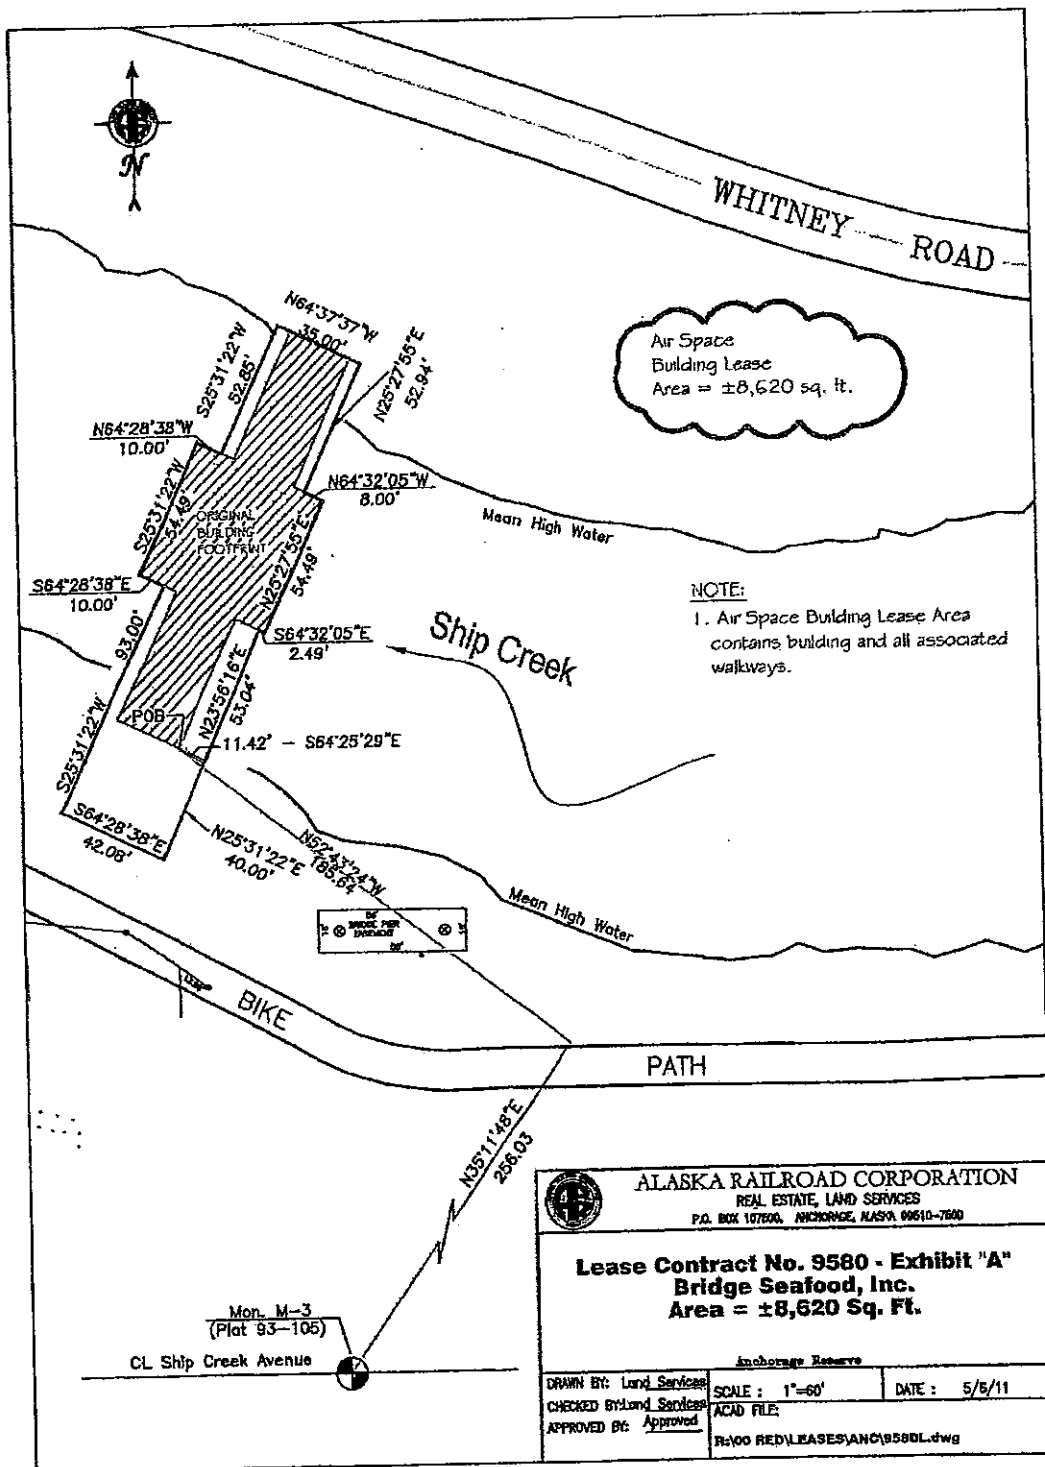 N
WHITNEY ROAD
Air Space
Building Lease
Area = ±8,620 sq. ft.
N64°37'37"W
35.00'
S25°31'22"W
52.85'
N25°27'55"E
52.94'
N64°28'38"W
10.00'
N64°32'05"W
8.00'
S25°31'22"W
54.49'
ORIGINAL
BUILDING
FOOTPRINT
Mean High Water
N25°27'55"E
54.49'
S64°28'38"E
10.00'
NOTE:
1. Air Space Building Lease Area
contains building and all associated
walkways.
S64°32'05"E
2.49'
Ship Creek
93.00'
S25°31'22"W
N23°56'16"E
53.04'
POB
11.42' - S64°25'29"E
S64°28'38"E
42.08'
N25°31'22"E
40.00'
N52°43'24"W
185.64
Mean High Water
BRIDGE PIER
EASEMENT
BIKE PATH
N35°11'48"E
256.03
Mon. M-3
(Plat 93-105)
CL Ship Creek Avenue
ALASKA RAILROAD CORPORATION
REAL ESTATE, LAND SERVICES
P.O. BOX 107500, ANCHORAGE, ALASKA 99510-7500
Lease Contract No. 9580 - Exhibit "A"
Bridge Seafood, Inc.
Area = ±8,620 Sq. Ft.
Anchorage Reserve
DRAWN BY: Land Services
CHECKED BY: Land Services
APPROVED BY: Approved
SCALE : 1"=60'
DATE : 5/6/11
ACAD FILE:
R:\00 RED\LEASES\ANC\9580L.dwg